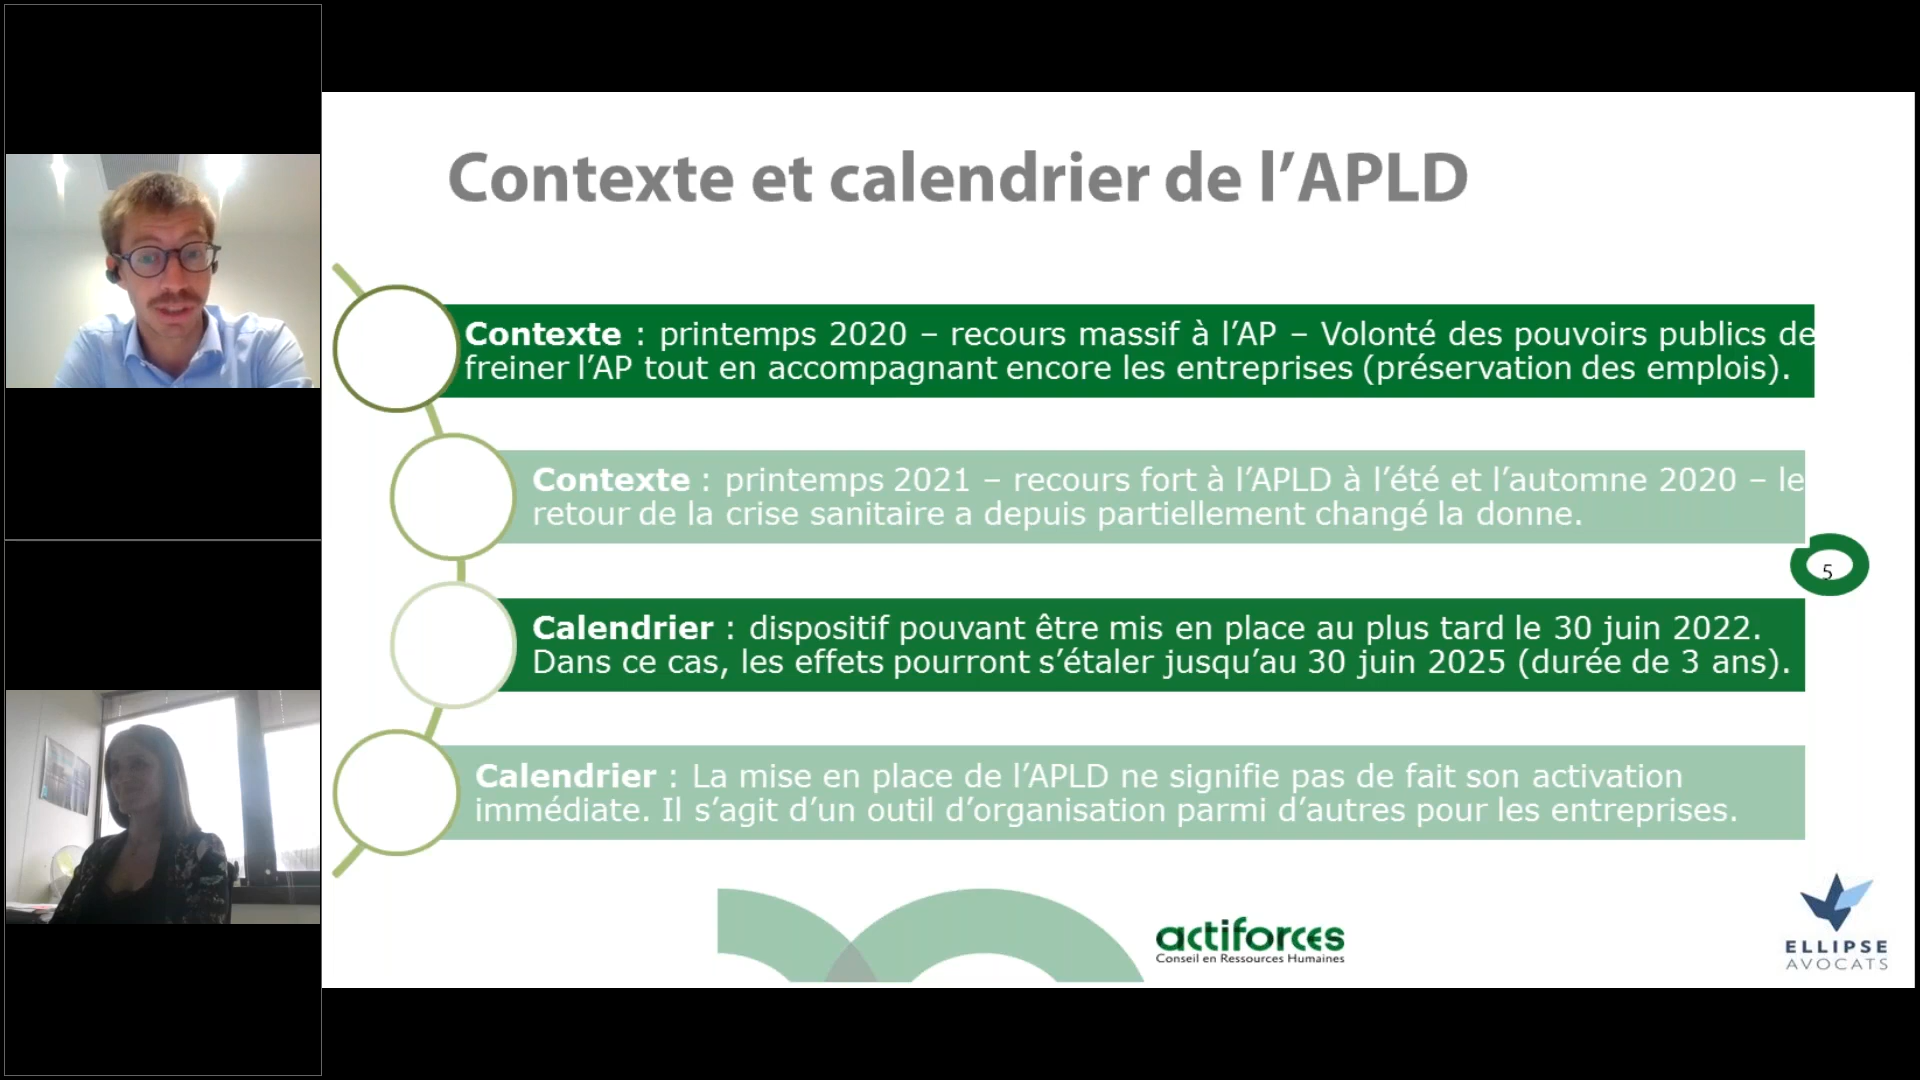 Contexte et calendrier de l’APLD
Contexte : printemps 2020 – recours massif à l’AP – Volonté des pouvoirs publics de
freiner l’AP tout en accompagnant encore les entreprises (préservation des emplois).
Contexte : printemps 2021 – recours fort à l’APLD à l’été et l’automne 2020 – le
retour de la crise sanitaire a depuis partiellement changé la donne.
5
Calendrier : dispositif pouvant être mis en place au plus tard le 30 juin 2022.
Dans ce cas, les effets pourront s’étaler jusqu’au 30 juin 2025 (durée de 3 ans).
Calendrier : La mise en place de l’APLD ne signifie pas de fait son activation
immédiate. Il s’agit d’un outil d’organisation parmi d’autres pour les entreprises.
actiforces
Conseil en Ressources Humaines
ELLIPSE
AVOCATS